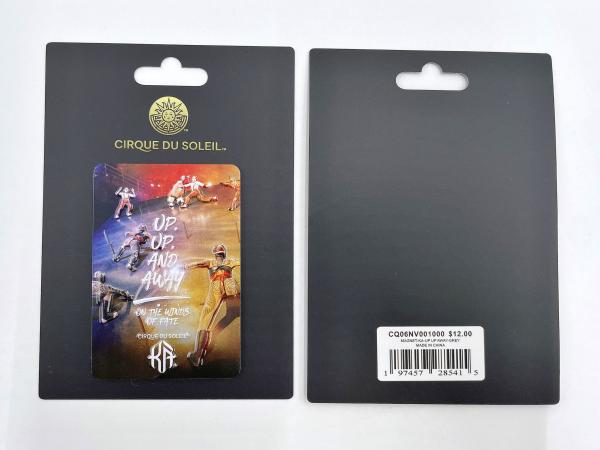 CIRQUE DU SOLEIL™
UP,
UP,
AND
AWAY
ON THE WINDS
OF FATE
CIRQUE DU SOLEIL
KÀ
CQ06NV001000 $12.00
MAGNET-KA-UP UP AWAY-GREY
MADE IN CHINA
1 97457 28541 5